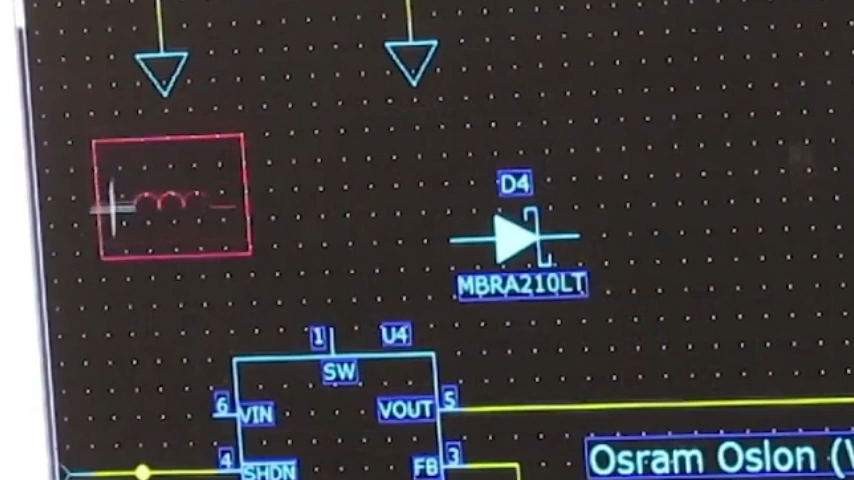 D4
MBRA210LT
1 U4
SW
6 VIN VOUT 5
4 SHDN FB 3
Osram Oslon (